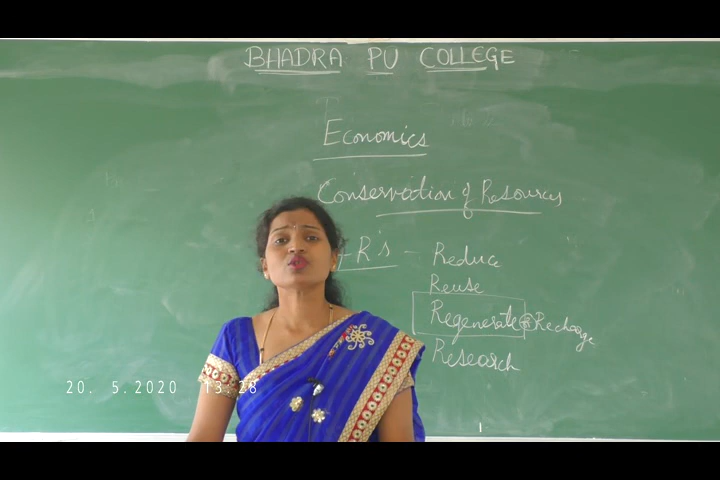 BHADRA PU COLLEGE
Economics
Conservation of Resources
R's - Reduce
Reuse
Regenerate @ Recharge
Research
20. 5.2020 13:28